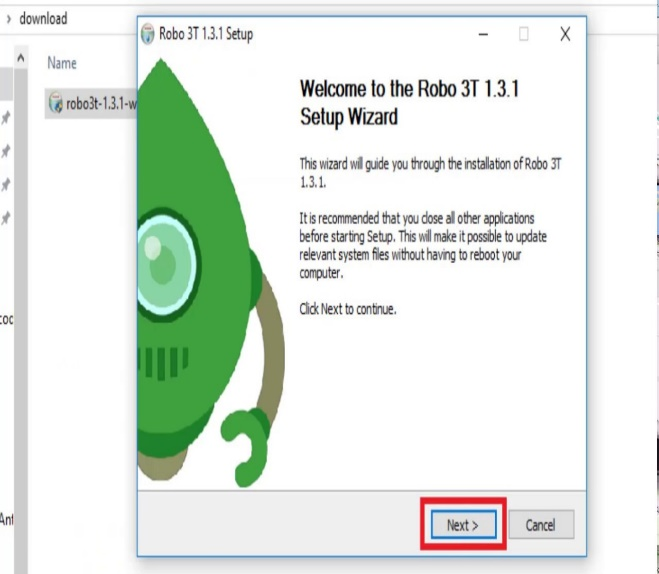 > download
Robo 3T 1.3.1 Setup
Name
robo3t-1.3.1-w
Welcome to the Robo 3T 1.3.1
Setup Wizard
This wizard will guide you through the installation of Robo 3T
1.3.1.
It is recommended that you close all other applications
before starting Setup. This will make it possible to update
relevant system files without having to reboot your
computer.
Click Next to continue.
Next >
Cancel